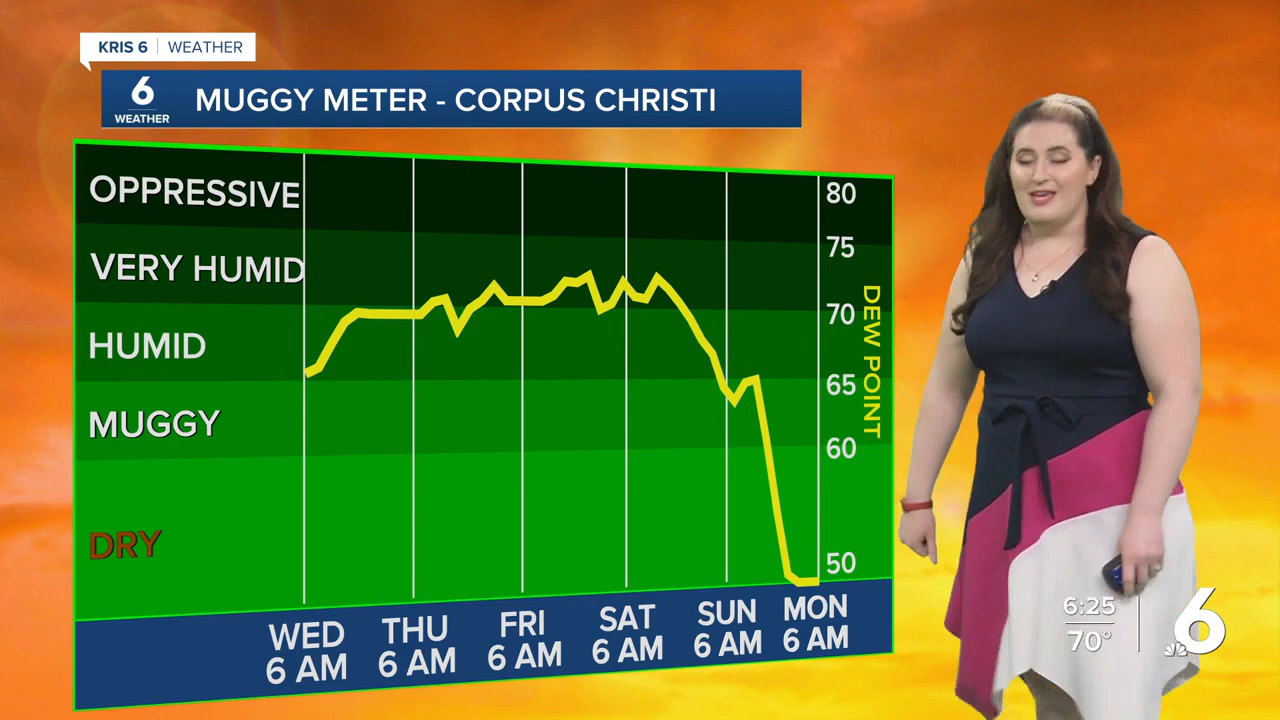 KRIS 6 | WEATHER
6
WEATHER
MUGGY METER - CORPUS CHRISTI
OPPRESSIVE
VERY HUMID
HUMID
MUGGY
DRY
80
75
70
65
60
50
DEW POINT
WED
6 AM
THU
6 AM
FRI
6 AM
SAT
6 AM
SUN
6 AM
MON
6 AM
6:25
70°
6